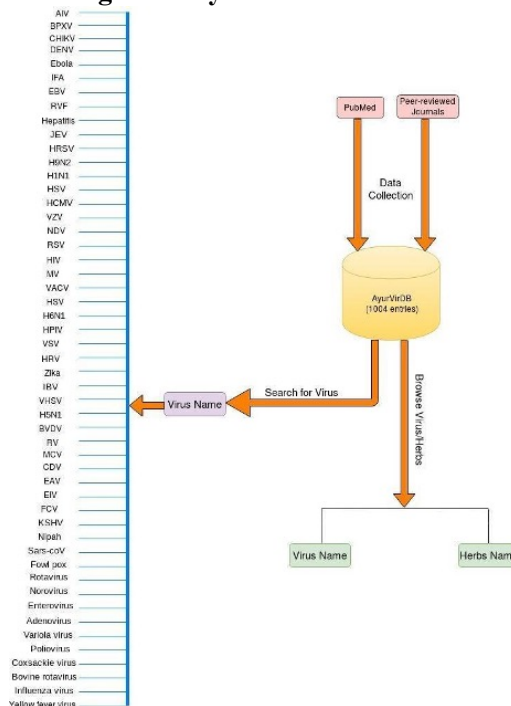 AIV
BPXV
CHIKV
DENV
Ebola
IFA
EBV
RVF
Hepatitis
JEV
HRSV
H9N2
H1N1
HSV
HCMV
VZV
NDV
RSV
HIV
MV
VACV
HSV
H6N1
HPIV
VSV
HRV
Zika
IBV
VHSV
H5N1
BVDV
RV
MCV
CDV
EAV
EIV
FCV
KSHV
Nipah
Sars-coV
Fowl pox
Rotavirus
Norovirus
Enterovirus
Adenovirus
Variola virus
Poliovirus
Coxsackie virus
Bovine rotavirus
Influenza virus
Yellow fever virus
PubMed
Peer-reviewed
Journals
Data
Collection
AyurVirDB
(1004 entries)
Search for Virus
Virus Name
Browse Virus/Herbs
Virus Name
Herbs Nam